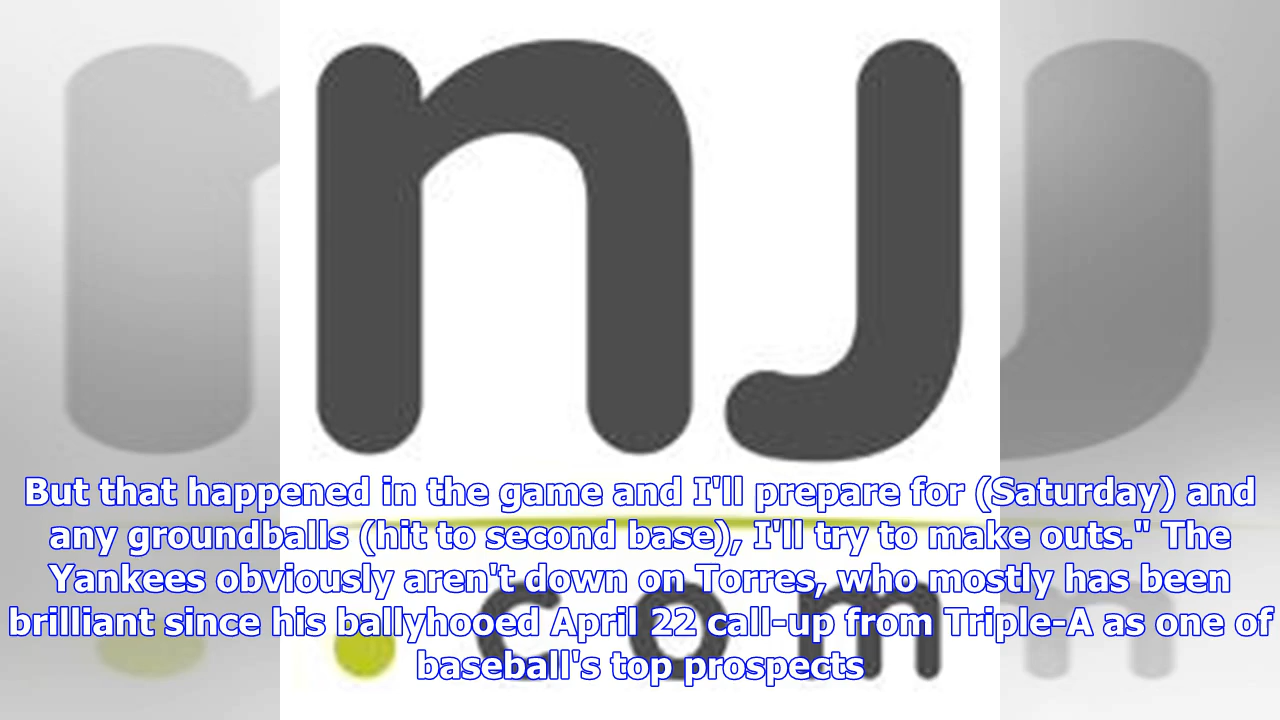 nj
.com
But that happened in the game and I'll prepare for (Saturday) and
any groundballs (hit to second base), I'll try to make outs." The
Yankees obviously aren't down on Torres, who mostly has been
brilliant since his ballyhooed April 22 call-up from Triple-A as one of
baseball's top prospects